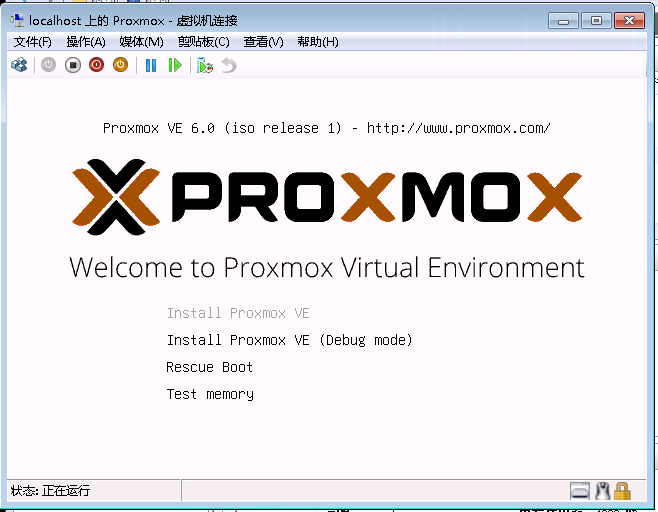 localhost 上的 Proxmox - 虚拟机连接
文件(F) 操作(A) 媒体(M) 剪贴板(C) 查看(V) 帮助(H)
Proxmox VE 6.0 (iso release 1) - http://www.proxmox.com/
PROXMOX
Welcome to Proxmox Virtual Environment
Install Proxmox VE
Install Proxmox VE (Debug mode)
Rescue Boot
Test memory
状态: 正在运行